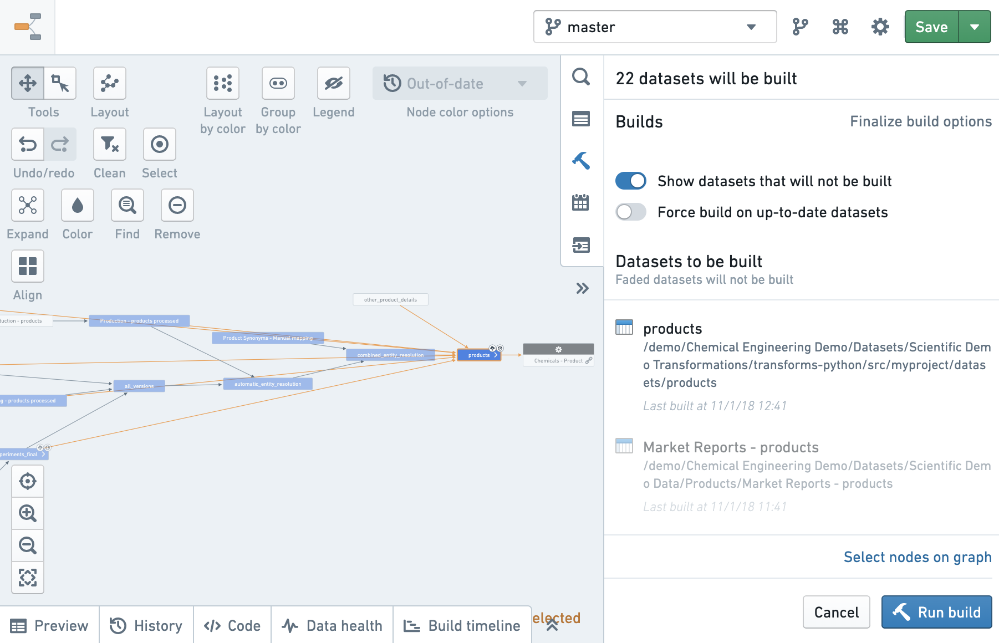 master
Save
Tools
Layout
Layout by color
Group by color
Legend
Out-of-date
Node color options
Undo/redo
Clean
Select
Expand
Color
Find
Remove
Align
other_product_details
duction - products
Production - products processed
Product Synonyms - Manual mapping
combined_entity_resolution
products
Chemicals - Product
all_versions
automatic_entity_resolution
g - products processed
periments_final
22 datasets will be built
Builds
Finalize build options
Show datasets that will not be built
Force build on up-to-date datasets
Datasets to be built
Faded datasets will not be built
products
/demo/Chemical Engineering Demo/Datasets/Scientific Dem
o Transformations/transforms-python/src/myproject/datas
ets/products
Last built at 11/1/18 12:41
Market Reports - products
/demo/Chemical Engineering Demo/Datasets/Scientific Dem
o Data/Products/Market Reports - products
Last built at 11/1/18 11:41
Select nodes on graph
Cancel
Run build
Preview
History
Code
Data health
Build timeline
elected